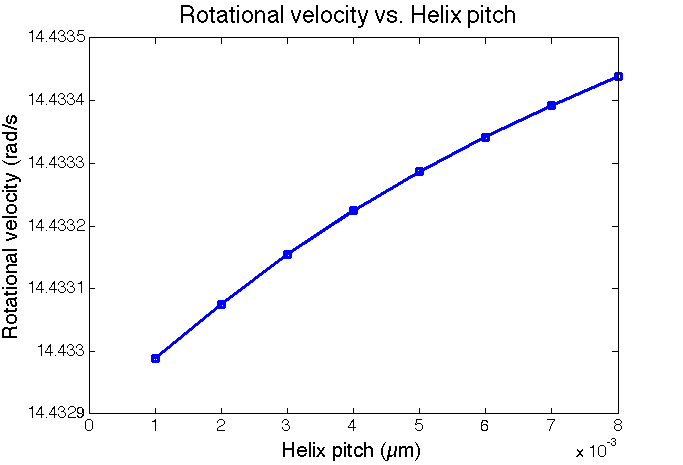 Rotational velocity vs. Helix pitch
Rotational velocity (rad/s
14.4335
14.4334
14.4333
14.4332
14.4331
14.433
14.4329
0 1 2 3 4 5 6 7 8
Helix pitch (µm)
x 10⁻³